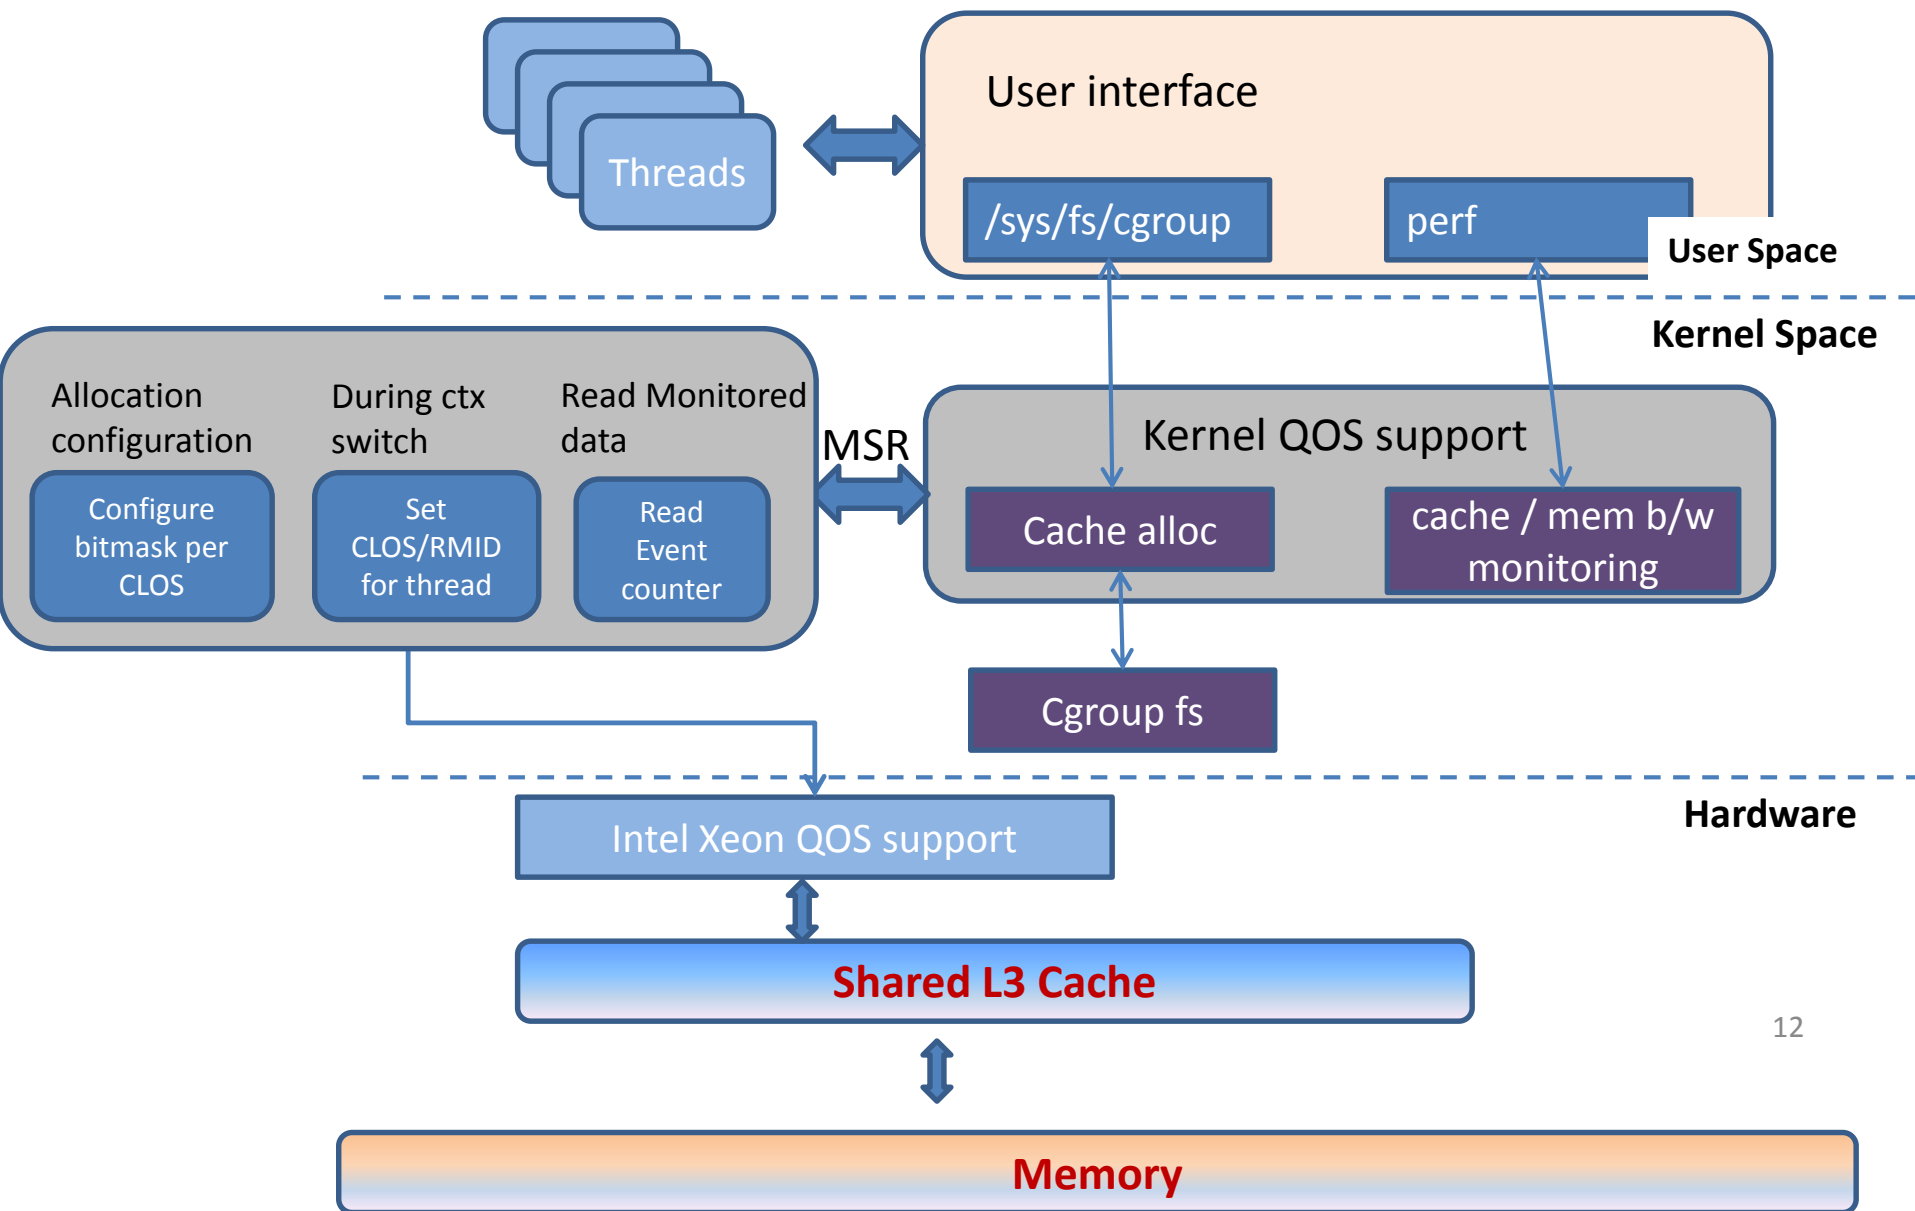 User interface
Threads
/sys/fs/cgroup
perf
User Space
Kernel Space
Allocation
configuration
During ctx
switch
Read Monitored
data
MSR
Kernel QOS support
Configure
bitmask per
CLOS
Set
CLOS/RMID
for thread
Read
Event
counter
Cache alloc
cache / mem b/w
monitoring
Cgroup fs
Hardware
Intel Xeon QOS support
Shared L3 Cache
12
Memory